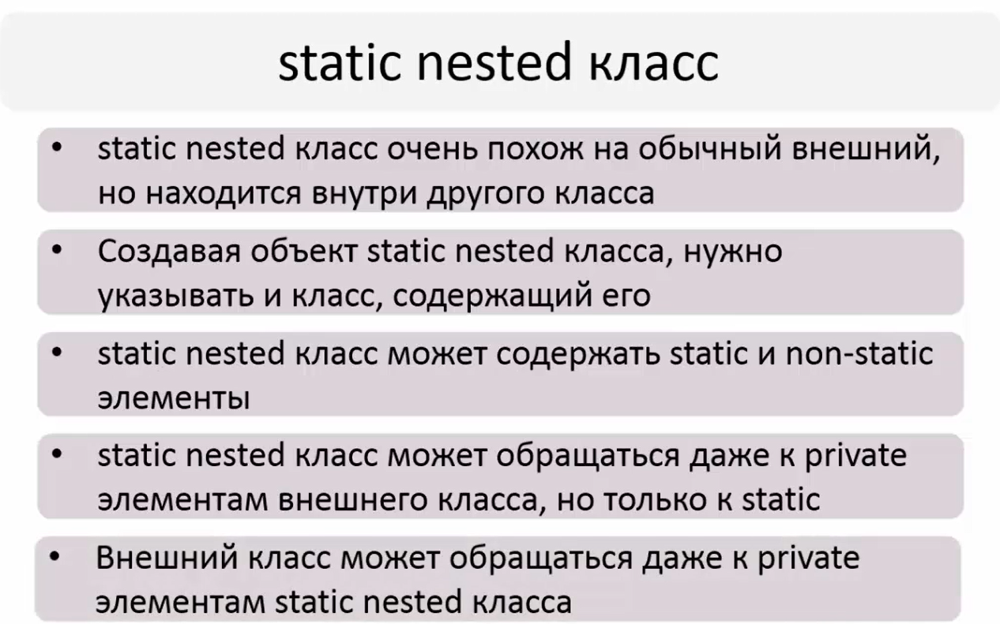 static nested класс
• static nested класс очень похож на обычный внешний,
но находится внутри другого класса
• Создавая объект static nested класса, нужно
указывать и класс, содержащий его
• static nested класс может содержать static и non-static
элементы
• static nested класс может обращаться даже к private
элементам внешнего класса, но только к static
• Внешний класс может обращаться даже к private
элементам static nested класса